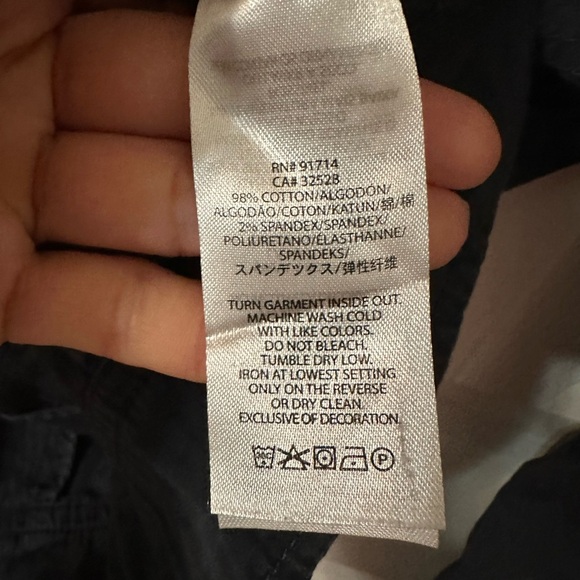 RN# 91714
CA# 32528
98% COTTON/ALGODON/
ALGODÃO/COTON/KATUN/綿/棉
2% SPANDEX/SPANDEX/
POLIURETANO/ÉLASTHANNE/
SPANDEKS/
スパンデックス/弹性纤维
TURN GARMENT INSIDE OUT.
MACHINE WASH COLD
WITH LIKE COLORS.
DO NOT BLEACH.
TUMBLE DRY LOW.
IRON AT LOWEST SETTING
ONLY ON THE REVERSE
OR DRY CLEAN.
EXCLUSIVE OF DECORATION.
30C P